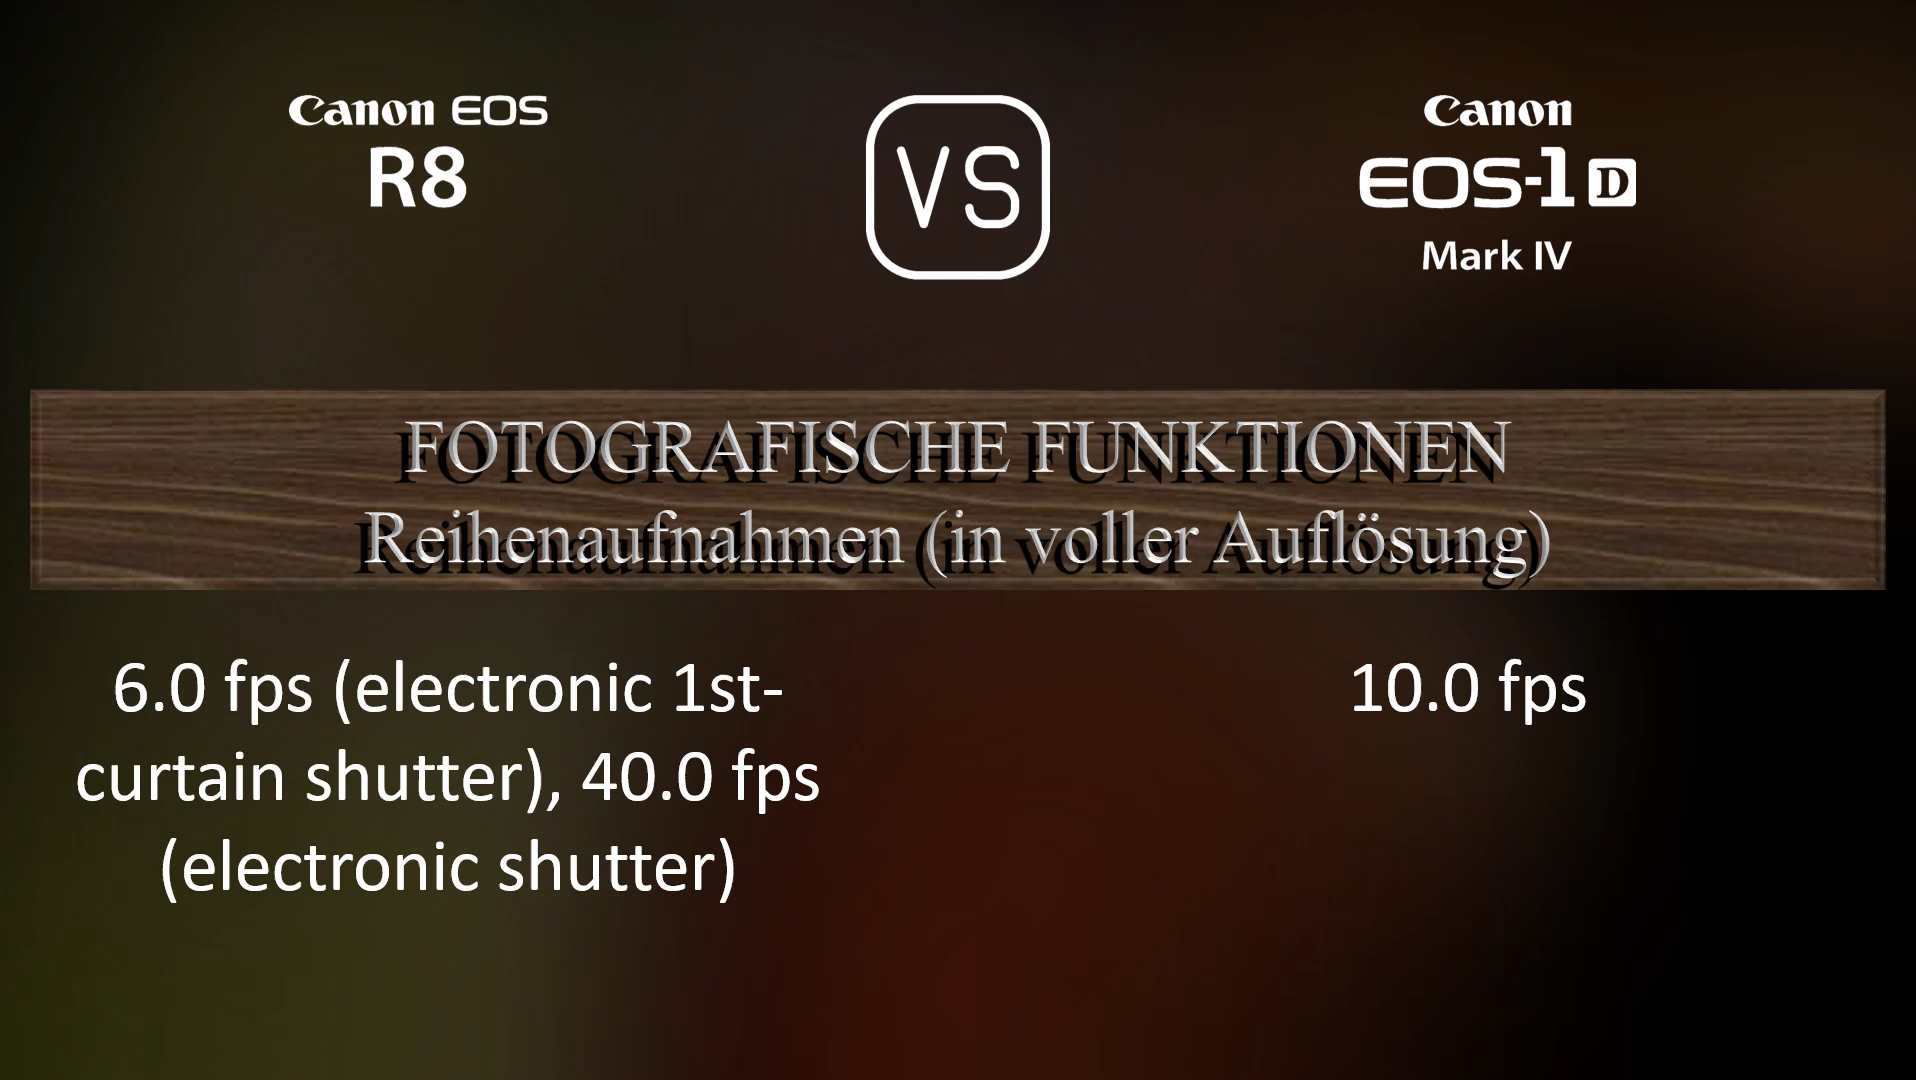 Canon EOS
R8
VS
Canon
EOS-1D
Mark IV
FOTOGRAFISCHE FUNKTIONEN
Reihenaufnahmen (in voller Auflösung)
6.0 fps (electronic 1st-
curtain shutter), 40.0 fps
(electronic shutter)
10.0 fps